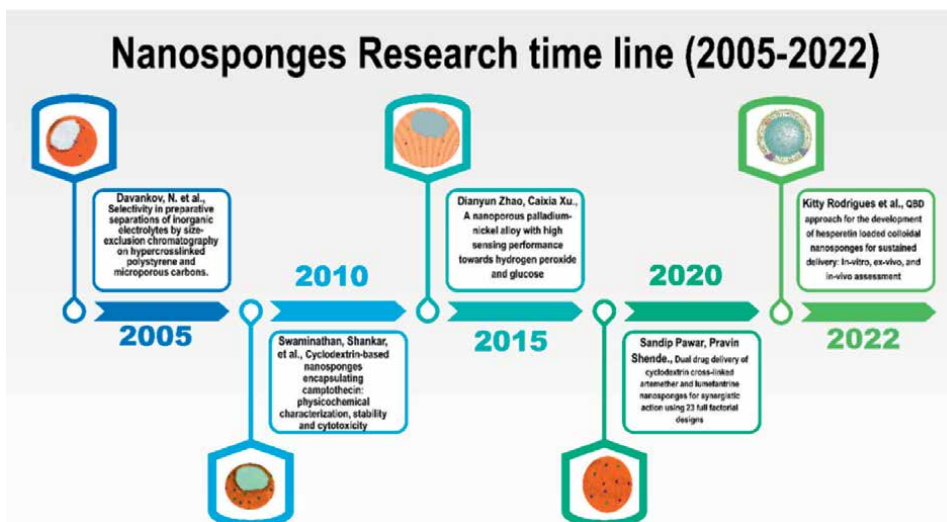 Nanosponges Research time line (2005-2022)
Davankov, N. et al.,
Selectivity in preparative
separations of inorganic
electrolytes by size-
exclusion chromatography
on hypercrosslinked
polystyrene and
microporous carbons.
2005
2010
Swaminathan, Shankar,
et al., Cyclodextrin-based
nanosponges
encapsulating
camptothecin:
physicochemical
characterization, stability
and cytotoxicity
Dianyun Zhao, Caixia Xu.,
A nanoporous palladium-
nickel alloy with high
sensing performance
towards hydrogen peroxide
and glucose
2015
2020
Sandip Pawar, Pravin
Shende., Dual drug delivery of
cyclodextrin cross-linked
artemether and lumefantrine
nanosponges for synergistic
action using 23 full factorial
designs
Kitty Rodrigues et al., QBD
approach for the development
of hesperetin loaded colloidal
nanosponges for sustained
delivery: In-vitro, ex-vivo, and
in-vivo assessment
2022